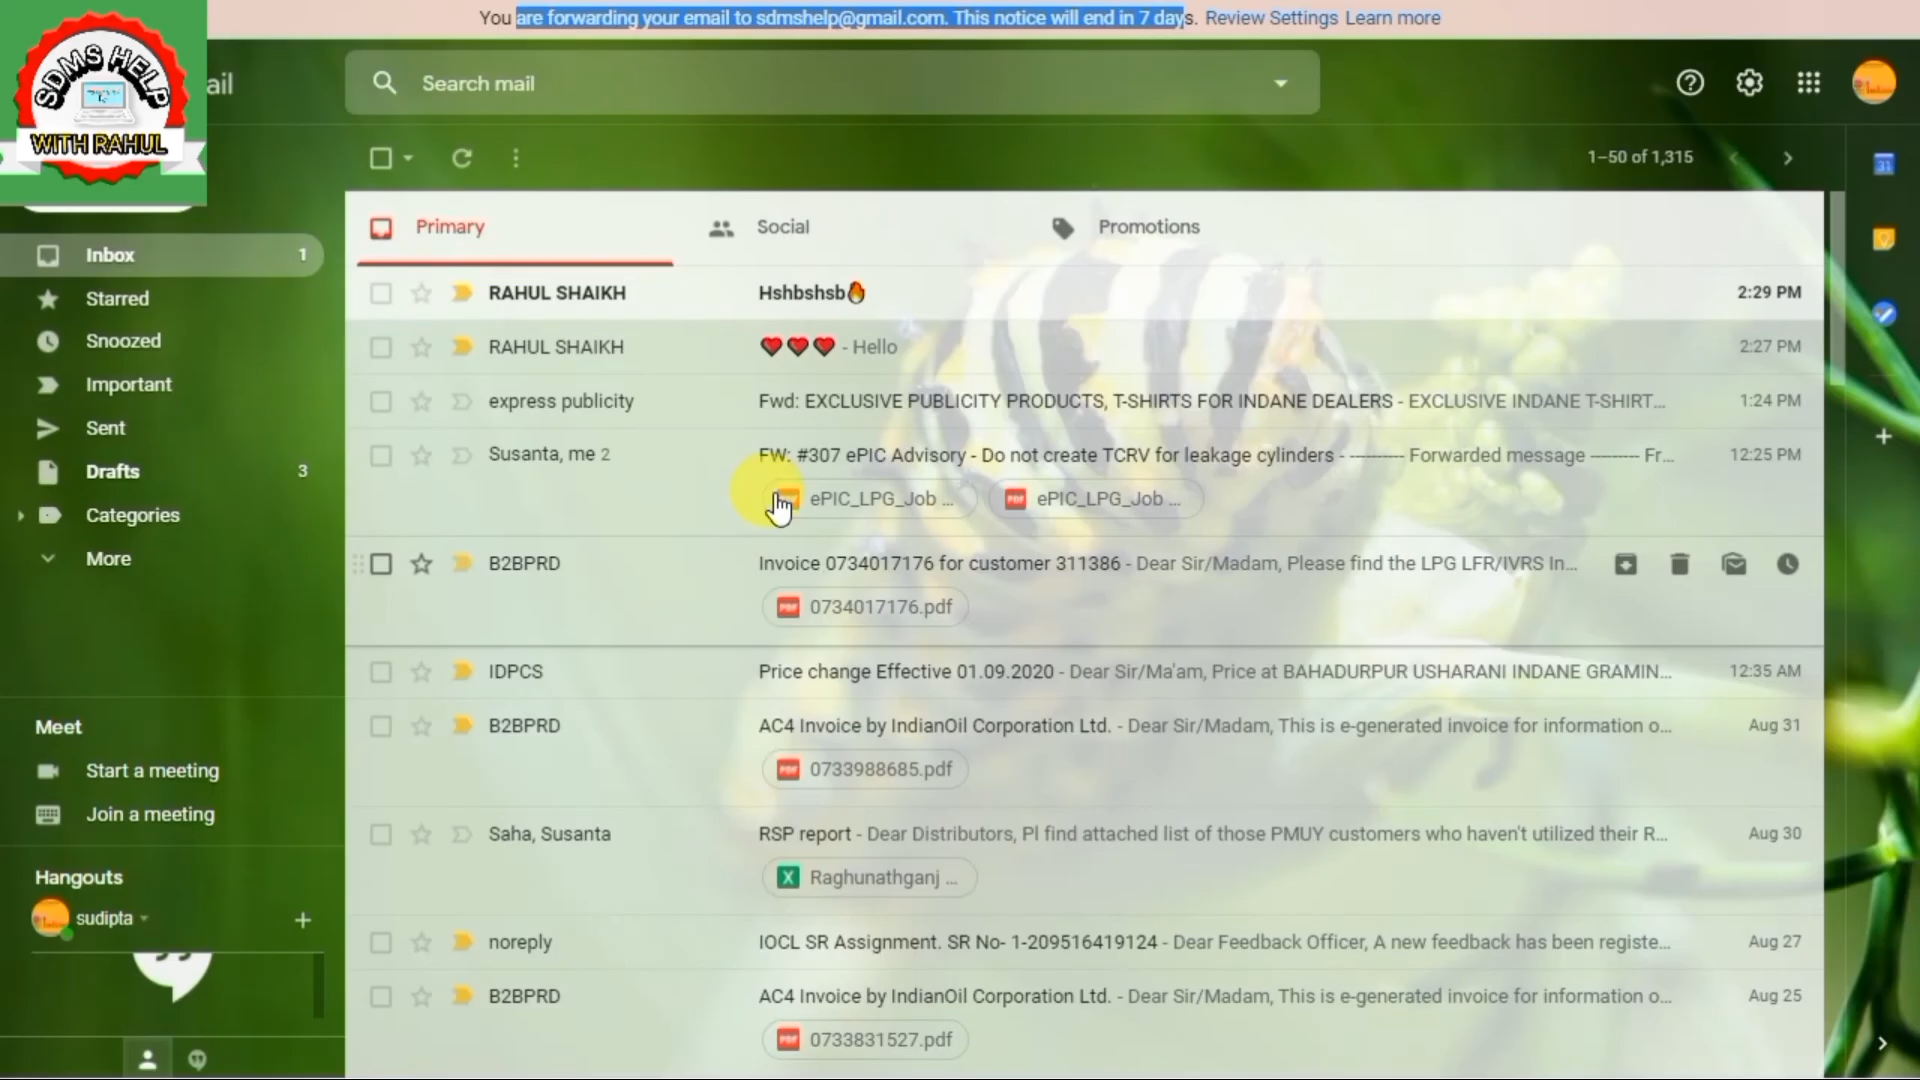 You are forwarding your email to sdmshelp@gmail.com. This notice will end in 7 days. Review Settings Learn more
SDMS HELP
WITH RAHUL
ail
Search mail
1–50 of 1,315
31
Primary
Social
Promotions
Inbox 1
Starred
Snoozed
Important
Sent
Drafts 3
Categories
More
Meet
Start a meeting
Join a meeting
Hangouts
sudipta
RAHUL SHAIKH Hshbshsb🔥 2:29 PM
RAHUL SHAIKH ❤❤❤ - Hello 2:27 PM
express publicity Fwd: EXCLUSIVE PUBLICITY PRODUCTS, T-SHIRTS FOR INDANE DEALERS - EXCLUSIVE INDANE T-SHIRT... 1:24 PM
Susanta, me 2 FW: #307 ePIC Advisory - Do not create TCRV for leakage cylinders - ---------- Forwarded message --------- Fr... 12:25 PM
ePIC_LPG_Job ... PDF ePIC_LPG_Job ...
B2BPRD Invoice 0734017176 for customer 311386 - Dear Sir/Madam, Please find the LPG LFR/IVRS In...
PDF 0734017176.pdf
IDPCS Price change Effective 01.09.2020 - Dear Sir/Ma'am, Price at BAHADURPUR USHARANI INDANE GRAMIN... 12:35 AM
B2BPRD AC4 Invoice by IndianOil Corporation Ltd. - Dear Sir/Madam, This is e-generated invoice for information o... Aug 31
PDF 0733988685.pdf
Saha, Susanta RSP report - Dear Distributors, Pl find attached list of those PMUY customers who haven't utilized their R... Aug 30
X Raghunathganj ...
noreply IOCL SR Assignment. SR No- 1-209516419124 - Dear Feedback Officer, A new feedback has been registe... Aug 27
B2BPRD AC4 Invoice by IndianOil Corporation Ltd. - Dear Sir/Madam, This is e-generated invoice for information o... Aug 25
PDF 0733831527.pdf